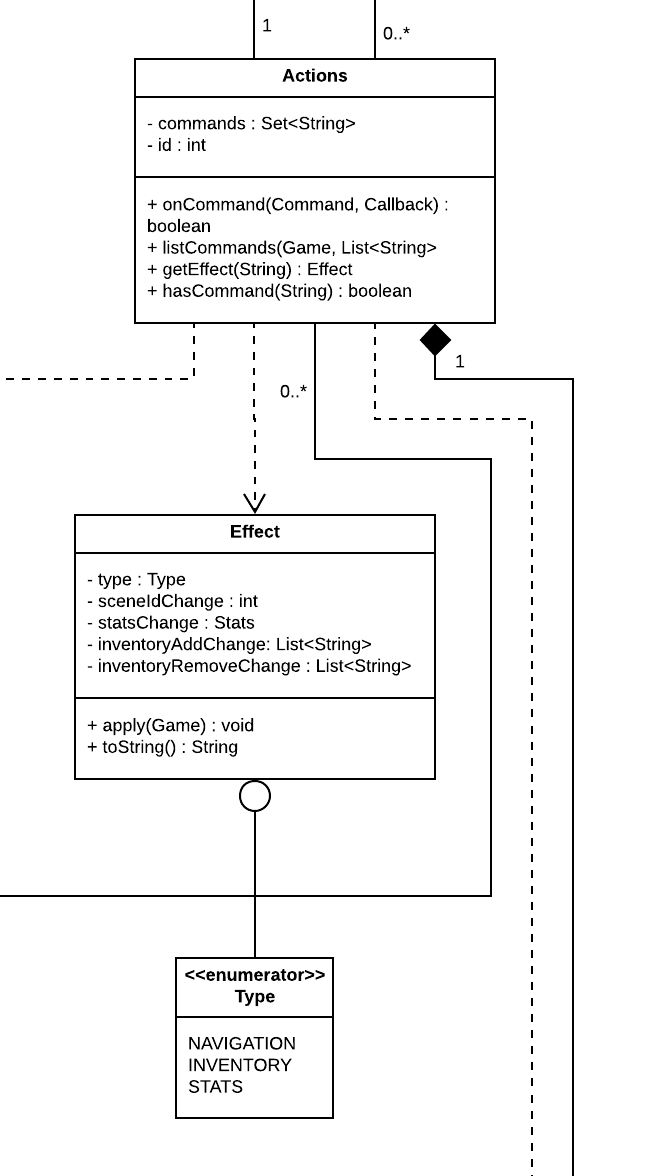 1
0..*
Actions
- commands : Set<String>
- id : int
+ onCommand(Command, Callback) :
boolean
+ listCommands(Game, List<String>
+ getEffect(String) : Effect
+ hasCommand(String) : boolean
1
0..*
Effect
- type : Type
- sceneIdChange : int
- statsChange : Stats
- inventoryAddChange: List<String>
- inventoryRemoveChange : List<String>
+ apply(Game) : void
+ toString() : String
<<enumerator>>
Type
NAVIGATION
INVENTORY
STATS